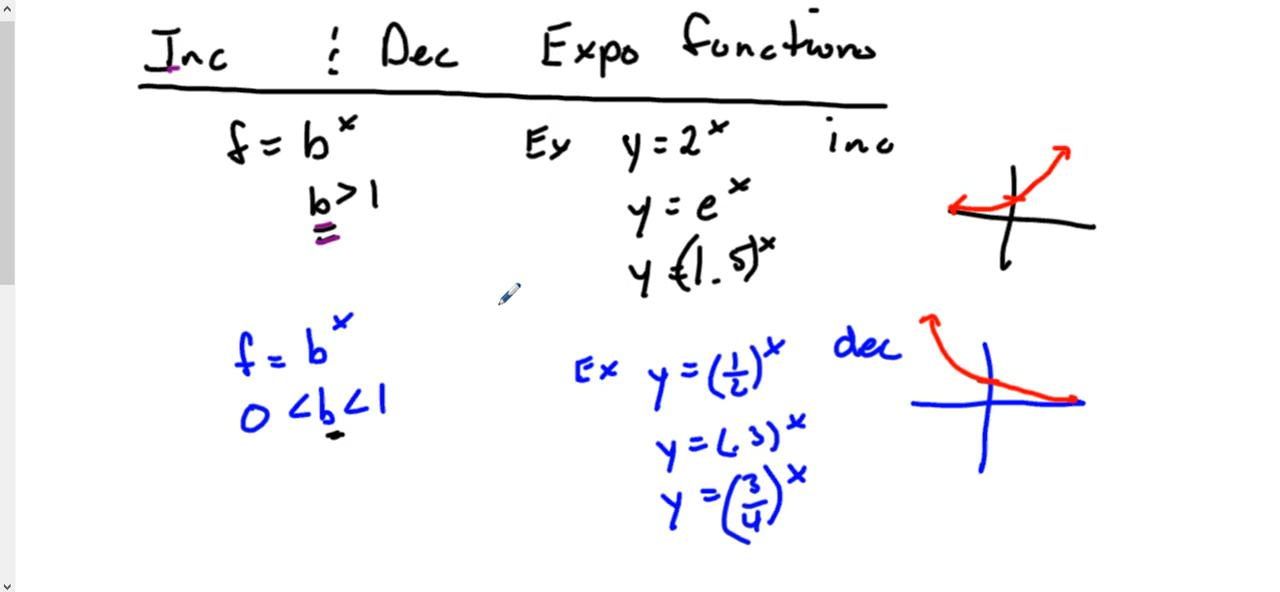 Inc & Dec Expo functions
f = b^x Ex y = 2^x inc
b > 1 y = e^x
y = (1.5)^x
f = b^x Ex y = (1/2)^x dec
0 < b < 1 y = (.3)^x
y = (3/4)^x